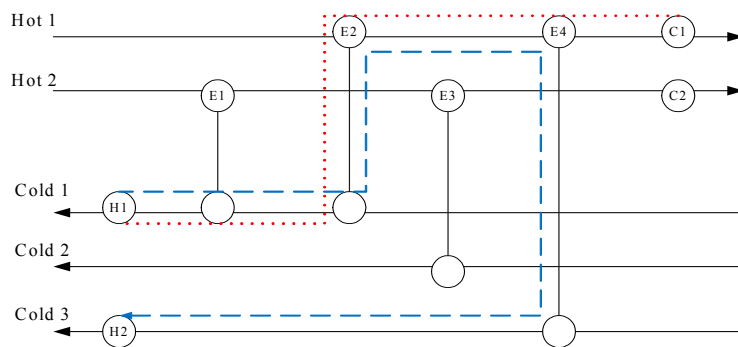 Hot 1
E2 E4 C1
Hot 2
E1 E3 C2
Cold 1
H1
Cold 2
Cold 3
H2